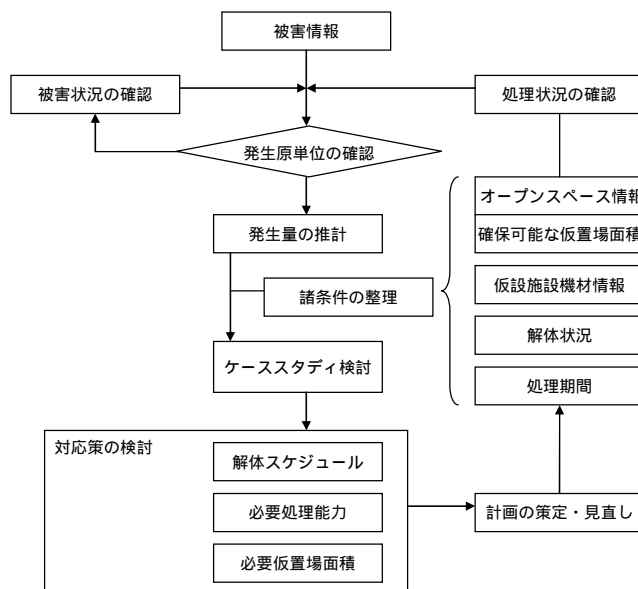 被害情報
被害状況の確認
処理状況の確認
発生原単位の確認
オープンスペース情報
発生量の推計
確保可能な仮置場面積
諸条件の整理
仮設施設機材情報
解体状況
ケーススタディ検討
処理期間
対応策の検討
解体スケジュール
必要処理能力
計画の策定・見直し
必要仮置場面積